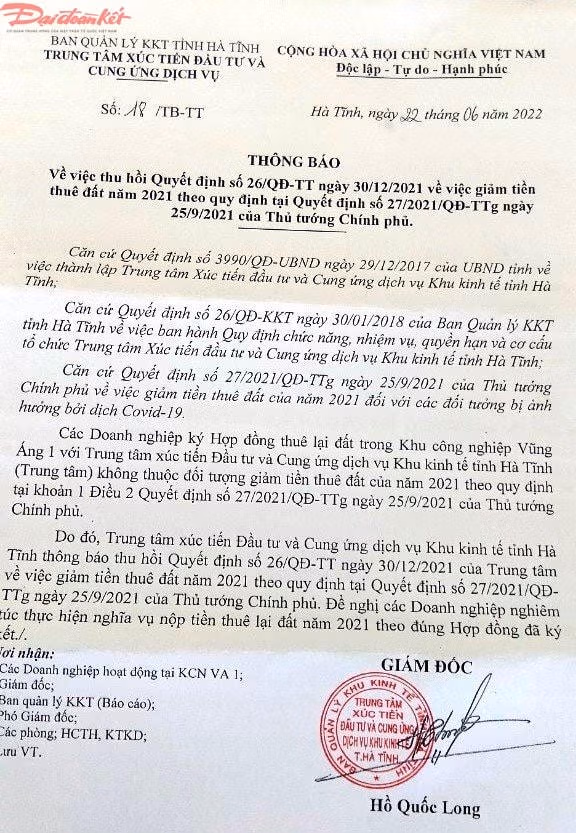 Đại đoàn kết
CƠ QUAN TRUNG ƯƠNG CỦA MẶT TRẬN TỔ QUỐC VIỆT NAM
BAN QUẢN LÝ KKT TỈNH HÀ TĨNH
TRUNG TÂM XÚC TIẾN ĐẦU TƯ VÀ
CUNG ỨNG DỊCH VỤ
CỘNG HÒA XÃ HỘI CHỦ NGHĨA VIỆT NAM
Độc lập - Tự do - Hạnh phúc
Số: 18 /TB-TT
Hà Tĩnh, ngày 22 tháng 06 năm 2022
THÔNG BÁO
Về việc thu hồi Quyết định số 26/QĐ-TT ngày 30/12/2021 về việc giảm tiền
thuê đất năm 2021 theo quy định tại Quyết định số 27/2021/QĐ-TTg ngày
25/9/2021 của Thủ tướng Chính phủ.
Căn cứ Quyết định số 3990/QĐ-UBND ngày 29/12/2017 của UBND tỉnh về
việc thành lập Trung tâm Xúc tiến đầu tư và Cung ứng dịch vụ Khu kinh tế tỉnh Hà
Tĩnh;
Căn cứ Quyết định số 26/QĐ-KKT ngày 30/01/2018 của Ban Quản lý KKT
tỉnh Hà Tĩnh về việc ban hành Quy định chức năng, nhiệm vụ, quyền hạn và cơ cấu
tổ chức Trung tâm Xúc tiến đầu tư và Cung ứng dịch vụ Khu kinh tế tỉnh Hà Tĩnh;
Căn cứ Quyết định số 27/2021/QĐ-TTg ngày 25/9/2021 của Thủ tướng
Chính phủ về việc giảm tiền thuê đất của năm 2021 đối với các đối tượng bị ảnh
hưởng bởi dịch Covid-19.
Các Doanh nghiệp ký Hợp đồng thuê lại đất trong Khu công nghiệp Vũng
Áng 1 với Trung tâm xúc tiến Đầu tư và Cung ứng dịch vụ Khu kinh tế tỉnh Hà Tĩnh
(Trung tâm) không thuộc đối tượng giảm tiền thuê đất của năm 2021 theo quy định
tại khoản 1 Điều 2 Quyết định số 27/2021/QĐ-TTg ngày 25/9/2021 của Thủ tướng
Chính phủ.
Do đó, Trung tâm xúc tiến Đầu tư và Cung ứng dịch vụ Khu kinh tế tỉnh Hà
Tĩnh thông báo thu hồi Quyết định số 26/QĐ-TT ngày 30/12/2021 của Trung tâm
về việc giảm tiền thuê đất năm 2021 theo quy định tại Quyết định số 27/2021/QĐ-
TTg ngày 25/9/2021 của Thủ tướng Chính phủ. Đề nghị các Doanh nghiệp nghiêm
túc thực hiện nghĩa vụ nộp tiền thuê lại đất năm 2021 theo đúng Hợp đồng đã ký
kết./.
Nơi nhận:
Các Doanh nghiệp hoạt động tại KCN VA 1;
Giám đốc;
Ban quản lý KKT (Báo cáo);
Phó Giám đốc;
Các phòng; HCTH, KTKD;
Lưu VT.
GIÁM ĐỐC
BAN QUẢN LÝ KHU KINH TẾ TỈNH HÀ TĨNH
TRUNG TÂM
XÚC TIẾN
ĐẦU TƯ VÀ CUNG ỨNG
DỊCH VỤ KHU KINH
T.HÀ TĨNH
Hồ Quốc Long